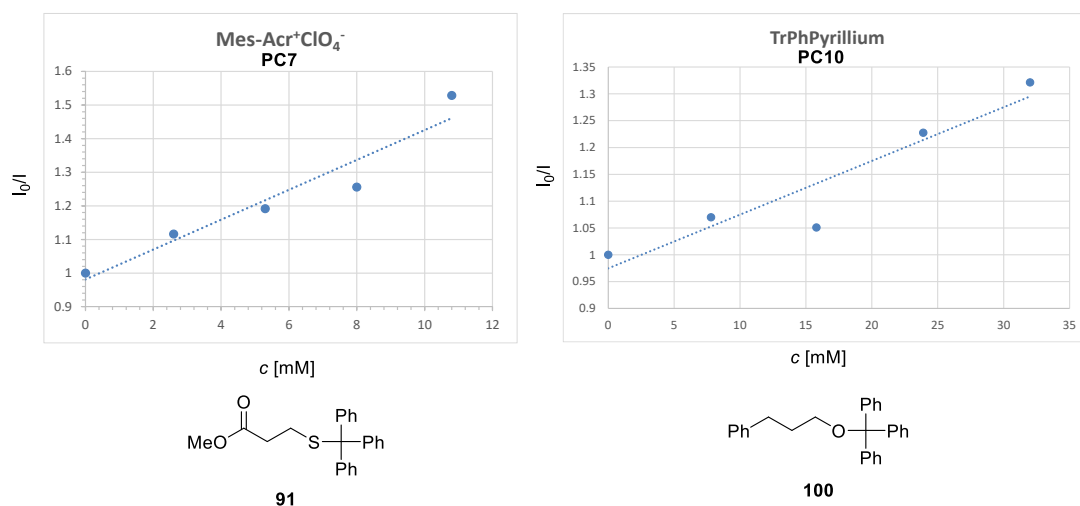 Mes-Acr⁺ClO₄⁻
PC7
1.6
1.5
1.4
1.3
1.2
1.1
1
0.9
I₀/I
0 2 4 6 8 10 12
c [mM]
O
MeO S Ph
Ph
Ph
91
TrPhPyrillium
PC10
1.35
1.3
1.25
1.2
1.15
1.1
1.05
1
0.95
0.9
I₀/I
0 5 10 15 20 25 30 35
c [mM]
Ph
Ph O Ph
Ph
100